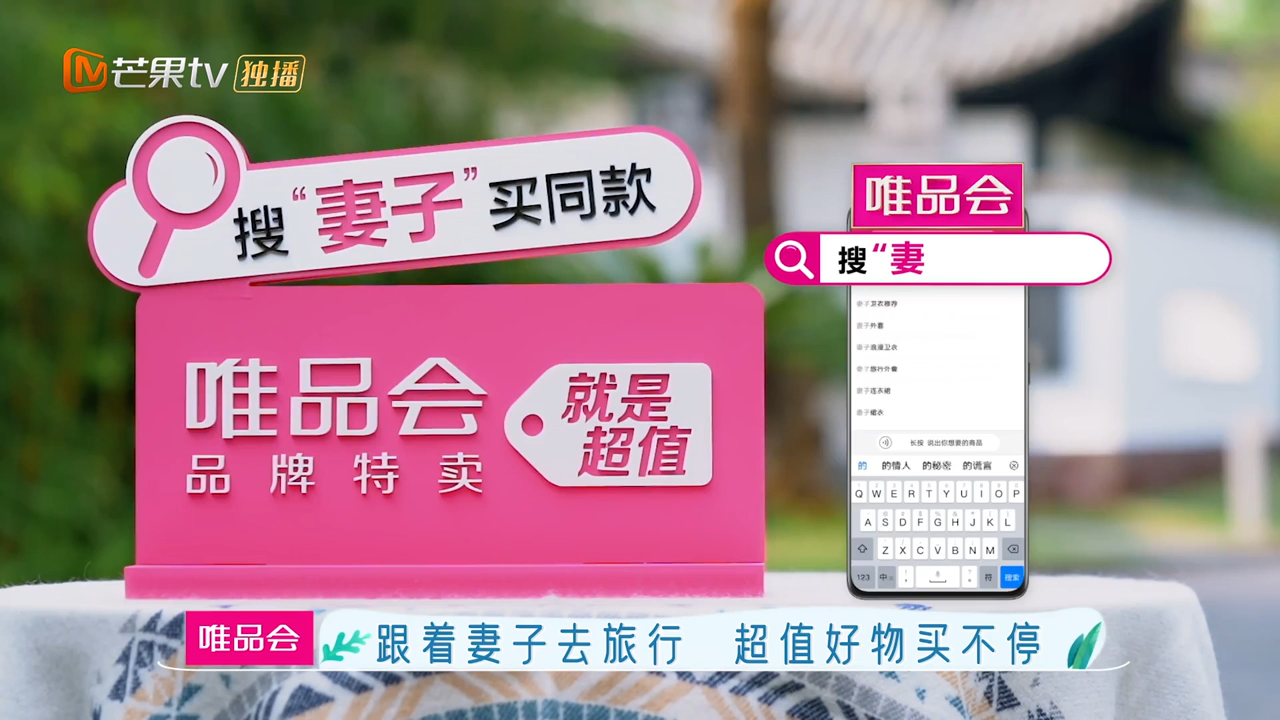 芒果tv 独播
搜“妻子”买同款
唯品会
品牌特卖
就是
超值
唯品会
搜“妻
妻子卫衣推荐
妻子外套
妻子浪漫卫衣
妻子旅行外套
妻子连衣裙
妻子裙衣
长按 说出你想要的商品
的 的情人 的秘密 的谎言
Q W E R T Y U I O P
A S D F G H J K L
Z X C V B N M
123 中 符 搜索
唯品会 跟着妻子去旅行 超值好物买不停